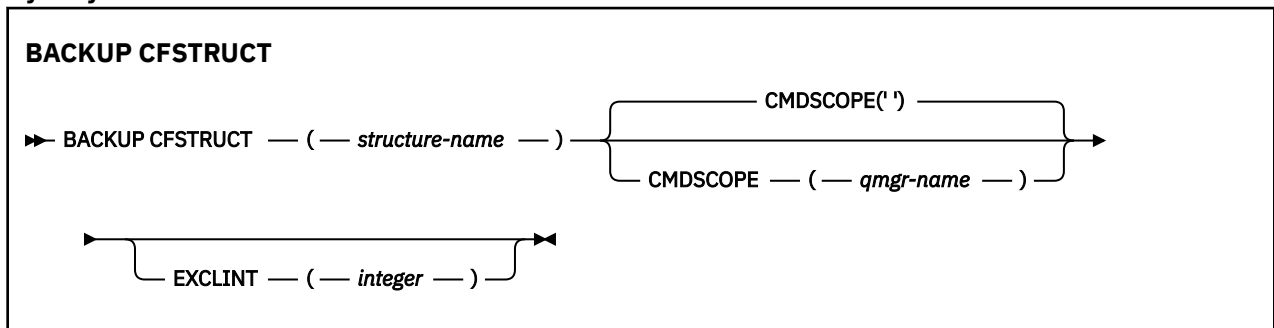 BACKUP CFSTRUCT
CMDSCOPE(' ')
BACKUP CFSTRUCT ( structure-name )
CMDSCOPE ( qmgr-name )
EXCLINT ( integer )